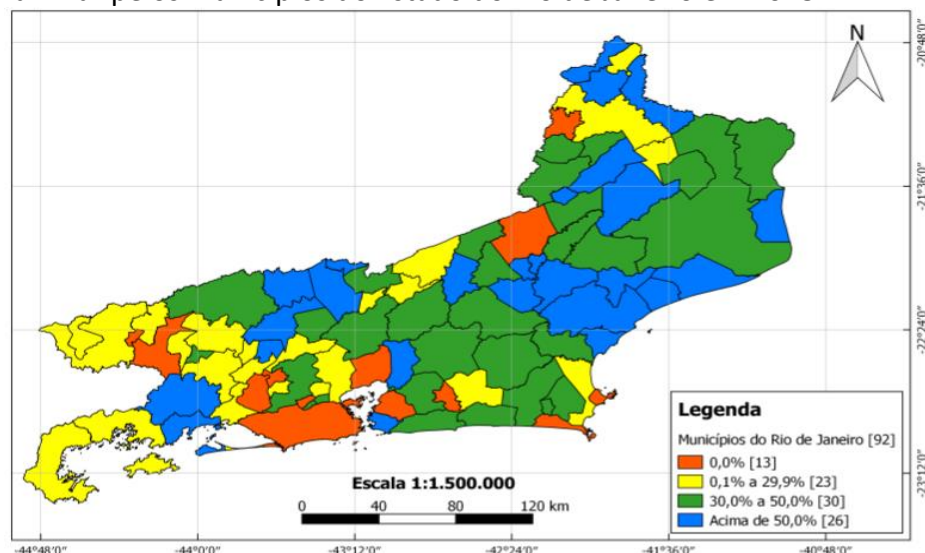 N
-20°48'0"
-21°36'0"
-22°24'0"
-23°12'0"
Legenda
Municípios do Rio de Janeiro [92]
0,0% [13]
0,1% a 29,9% [23]
30,0% a 50,0% [30]
Acima de 50,0% [26]
Escala 1:1.500.000
0 40 80 120 km
-44°48'0" -44°0'0" -43°12'0" -42°24'0" -41°36'0" -40°48'0"